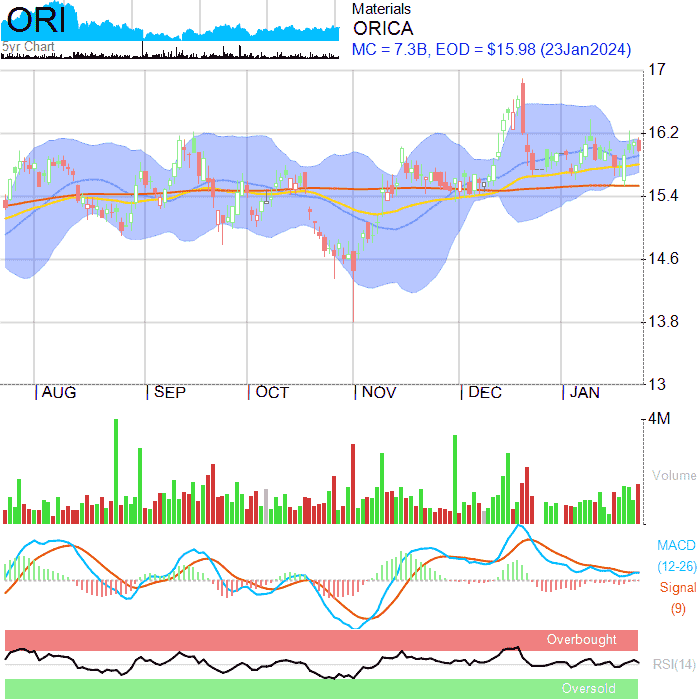 ORI
5yr Chart
Materials
ORICA
MC = 7.3B, EOD = $15.98 (23Jan2024)
17
16.2
15.4
14.6
13.8
13
AUG SEP OCT NOV DEC JAN
4M
Volume
MACD
(12-26)
Signal
(9)
Overbought
RSI(14)
Oversold